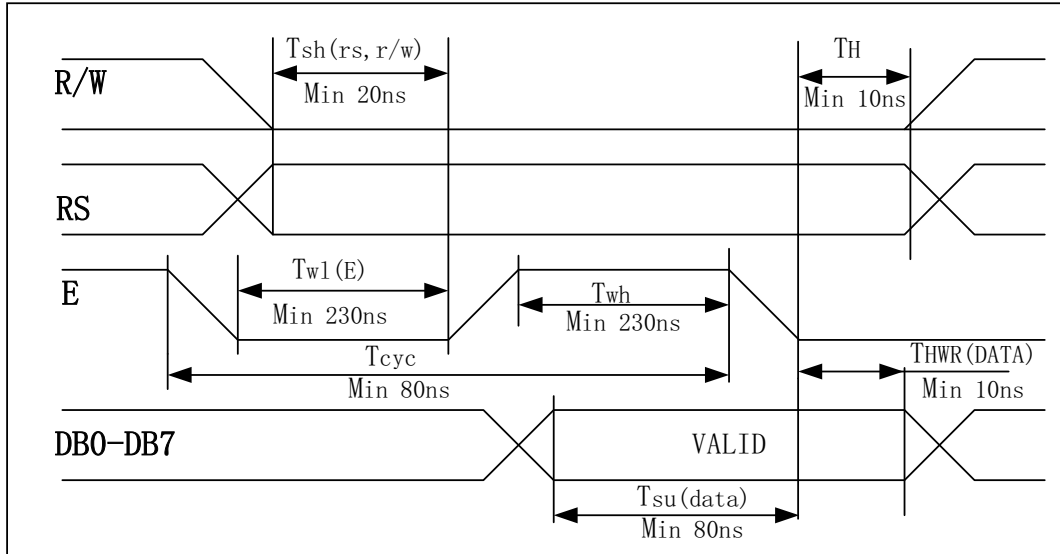 Tsh(rs,r/w)
Min 20ns
TH
Min 10ns
R/W
RS
E
Twl(E)
Min 230ns
Twh
Min 230ns
Tcyc
Min 80ns
THWR(DATA)
Min 10ns
DB0-DB7
VALID
Tsu(data)
Min 80ns